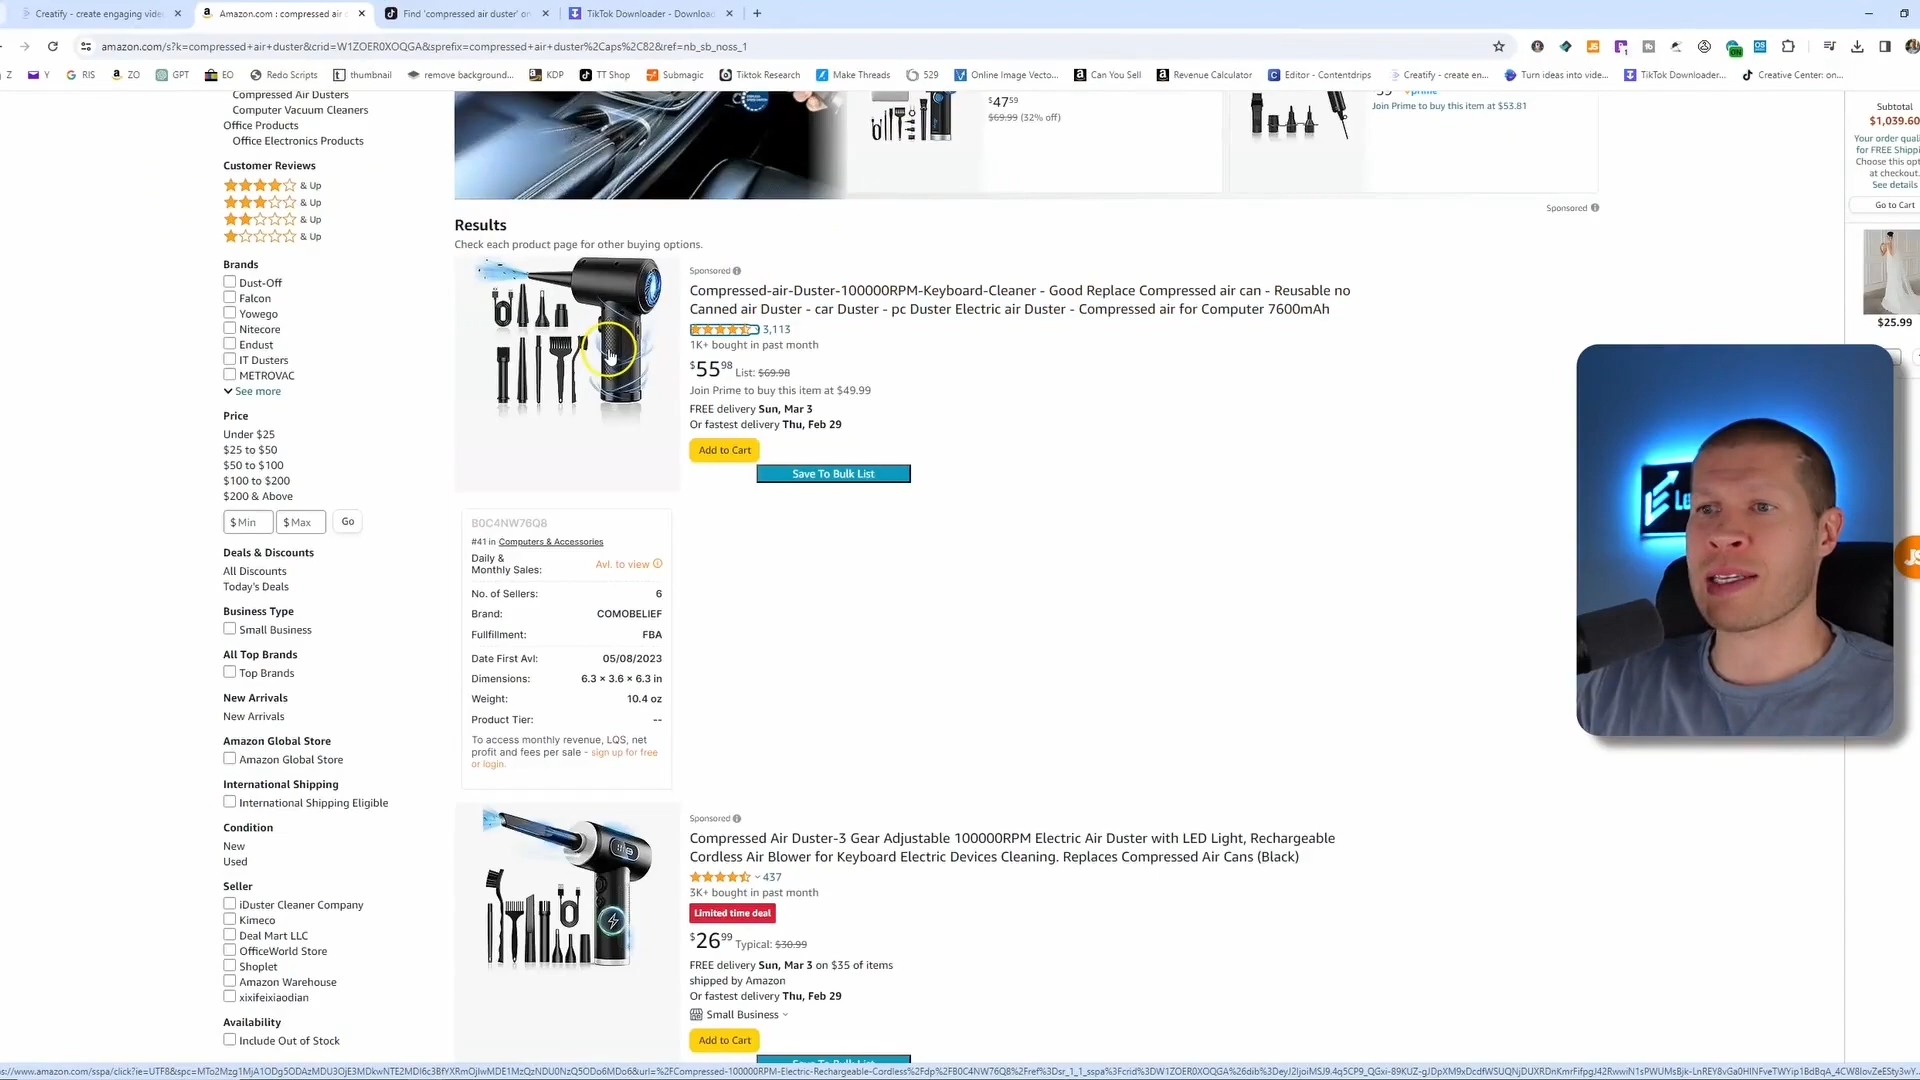 Creatify - create engaging vide
Amazon.com : compressed air d
Find 'compressed air duster' on
TikTok Downloader - Download
amazon.com/s?k=compressed+air+duster&crid=W1ZOER0XOQGA&sprefix=compressed+air+duster%2Caps%2C82&ref=nb_sb_noss_1
Z
Y
RIS
ZO
GPT
EO
Redo Scripts
thumbnail
remove background...
KDP
TT Shop
Submagic
Tiktok Research
Make Threads
529
Online Image Vecto...
Can You Sell
Revenue Calculator
Editor - Contentdrips
Creatify - create en...
Turn ideas into vide...
TikTok Downloader...
Creative Center: on...
Compressed Air Dusters
Computer Vacuum Cleaners
Office Products
Office Electronics Products
Customer Reviews
& Up
& Up
& Up
& Up
Brands
Dust-Off
Falcon
Yowego
Nitecore
Endust
IT Dusters
METROVAC
See more
Price
Under $25
$25 to $50
$50 to $100
$100 to $200
$200 & Above
$ Min $ Max Go
Deals & Discounts
All Discounts
Today's Deals
Business Type
Small Business
All Top Brands
Top Brands
New Arrivals
New Arrivals
Amazon Global Store
Amazon Global Store
International Shipping
International Shipping Eligible
Condition
New
Used
Seller
iDuster Cleaner Company
Kimeco
Deal Mart LLC
OfficeWorld Store
Shoplet
Amazon Warehouse
xixifeixiaodian
Availability
Include Out of Stock
$47 59
$69.99 (32% off)
prime
Join Prime to buy this item at $53.81
Sponsored
Results
Check each product page for other buying options.
Sponsored
Compressed-air-Duster-100000RPM-Keyboard-Cleaner - Good Replace Compressed air can - Reusable no
Canned air Duster - car Duster - pc Duster Electric air Duster - Compressed air for Computer 7600mAh
3,113
1K+ bought in past month
$55 98 List: $69.98
Join Prime to buy this item at $49.99
FREE delivery Sun, Mar 3
Or fastest delivery Thu, Feb 29
Add to Cart
Save To Bulk List
B0C4NW76Q8
#41 in Computers & Accessories
Daily &
Monthly Sales: Avl. to view
No. of Sellers: 6
Brand: COMOBELIEF
Fullfillment: FBA
Date First Avl: 05/08/2023
Dimensions: 6.3 × 3.6 × 6.3 in
Weight: 10.4 oz
Product Tier: --
To access monthly revenue, LQS, net
profit and fees per sale - sign up for free
or login.
Sponsored
Compressed Air Duster-3 Gear Adjustable 100000RPM Electric Air Duster with LED Light, Rechargeable
Cordless Air Blower for Keyboard Electric Devices Cleaning. Replaces Compressed Air Cans (Black)
437
3K+ bought in past month
Limited time deal
$26 99 Typical: $30.99
FREE delivery Sun, Mar 3 on $35 of items
shipped by Amazon
Or fastest delivery Thu, Feb 29
Small Business
Add to Cart
Subtotal
$1,039.60
Your order quali
for FREE Shippi
Choose this opt
at checkout.
See details
Go to Cart
$25.99